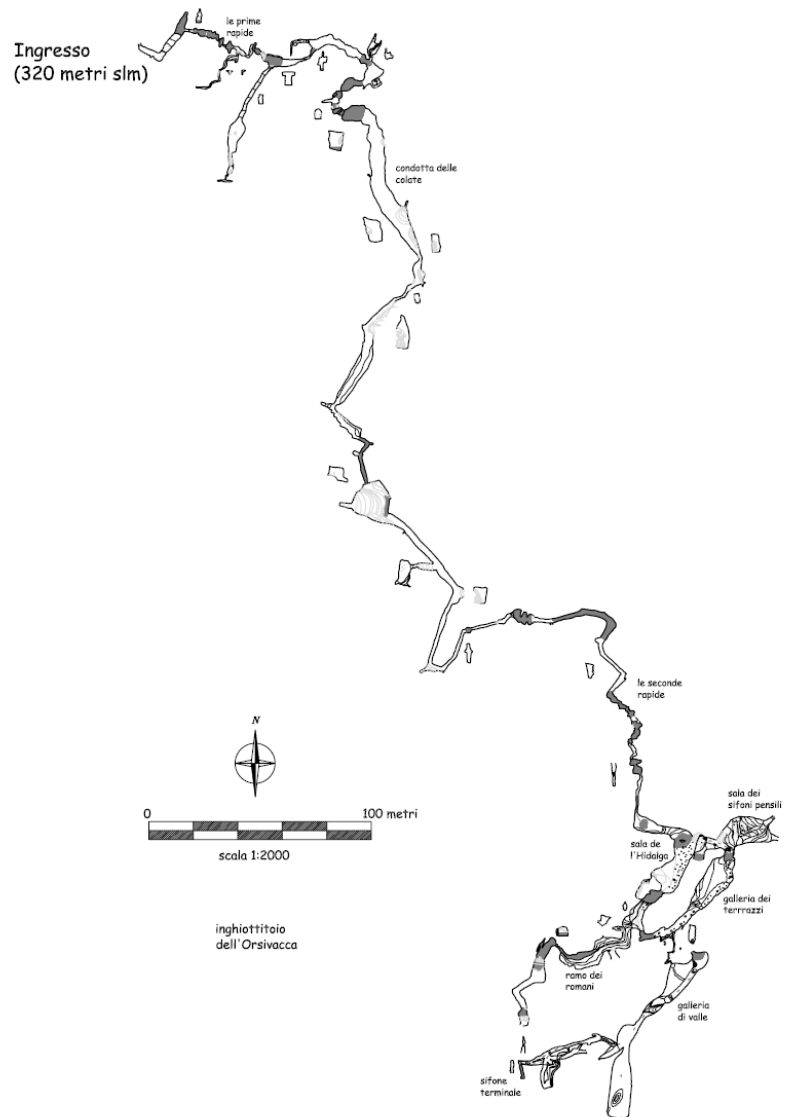 le prime
rapide
Ingresso
(320 metri slm)
condotta delle
colate
le seconde
rapide
N
0 100 metri
scala 1:2000
sala dei
sifoni pensili
sala de
l'Hidalga
galleria dei
terrrazzi
inghiottitoio
dell'Orsivacca
ramo dei
romani
galleria
di valle
sifone
terminale